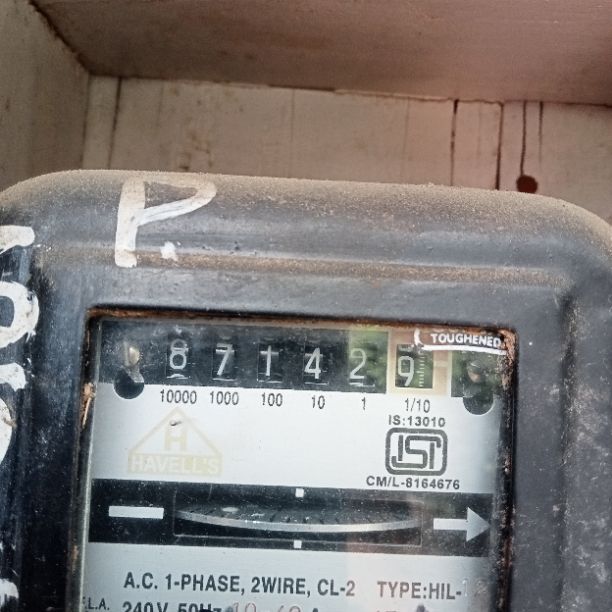 P.
TOUGHENED
8 7 1 4 2 9
10000 1000 100 10 1 1/10
IS:13010
ISI
H
HAVELL'S
CM/L-8164676
A.C. 1-PHASE, 2WIRE, CL-2 TYPE:HIL-
L.A. 240V, 50Hz